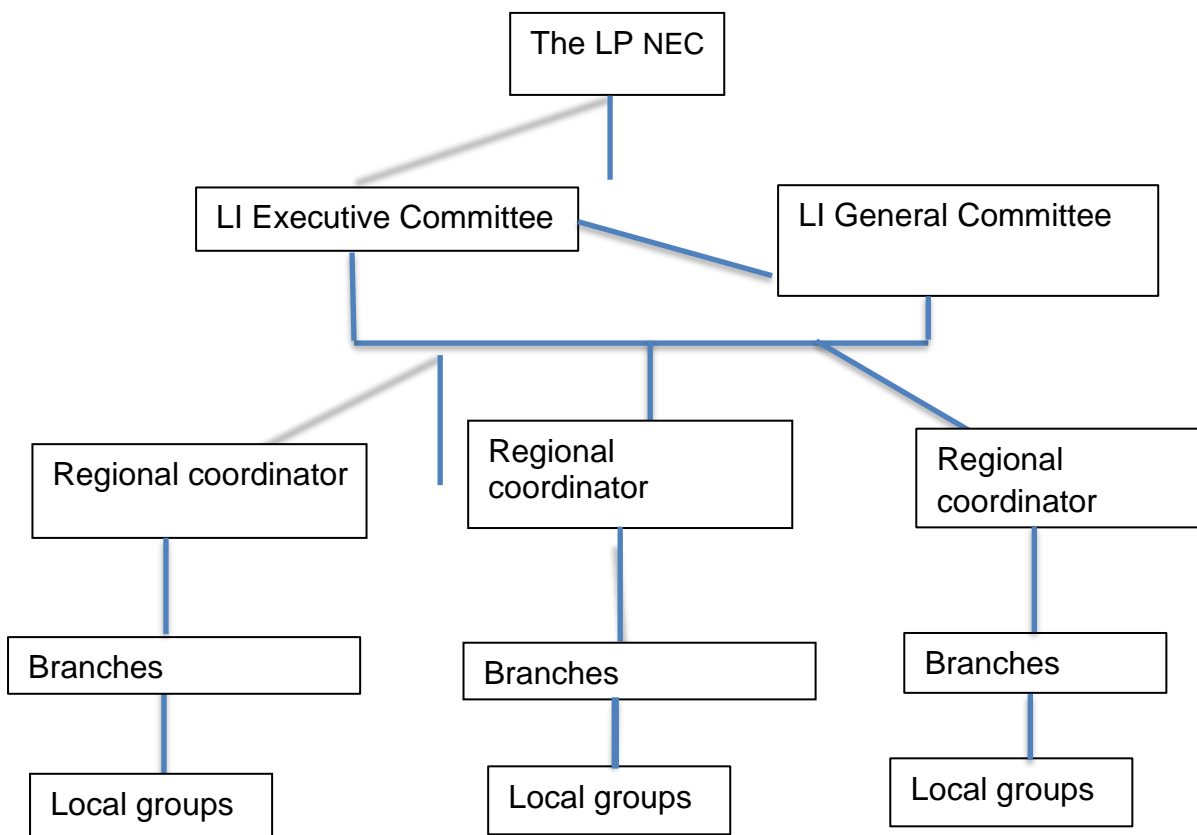 The LP NEC
LI Executive Committee
LI General Committee
Regional coordinator
Regional
coordinator
Regional
coordinator
Branches
Branches
Branches
Local groups
Local groups
Local groups